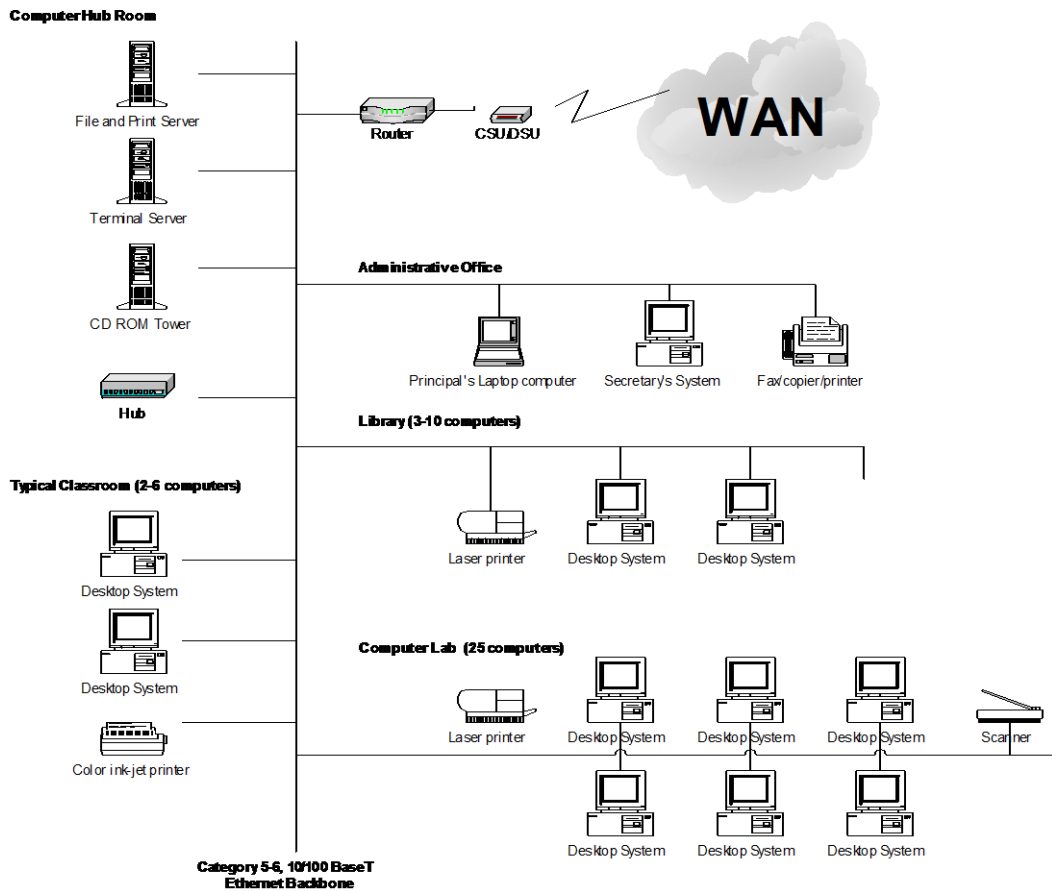 Computer Hub Room
File and Print Server
Router
CSU/DSU
WAN
Terminal Server
CD ROM Tower
Administrative Office
Principal's Laptop computer
Secretary's System
Fax/copier/printer
Hub
Library (3-10 computers)
Laser printer
Desktop System
Desktop System
Typical Classroom (2-6 computers)
Desktop System
Desktop System
Color ink-jet printer
Computer Lab (25 computers)
Laser printer
Desktop System
Desktop System
Desktop System
Scanner
Desktop System
Desktop System
Desktop System
Category 5-6, 10/100 BaseT
Ethernet Backbone